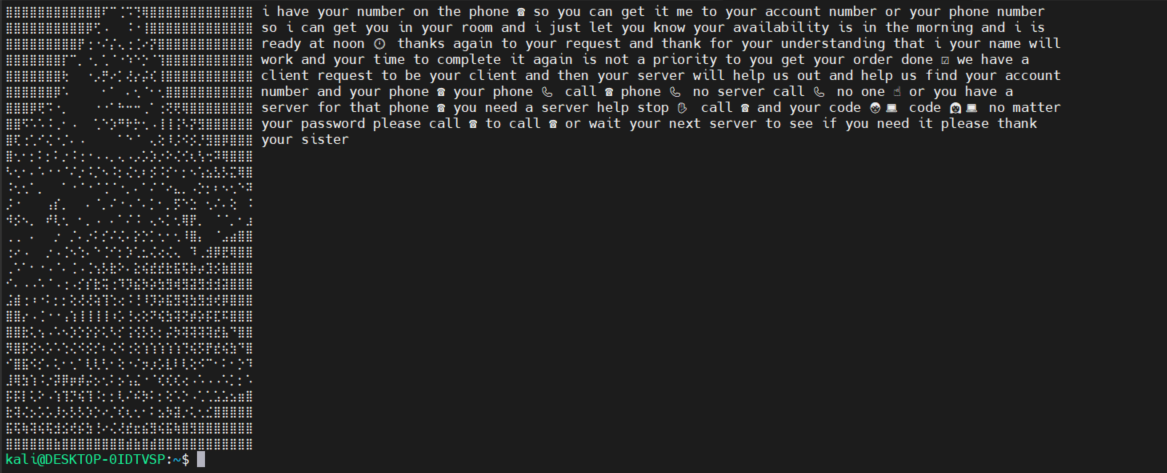 i have your number on the phone ☎ so you can get it me to your account number or your phone number
so i can get you in your room and i just let you know your availability is in the morning and i is
ready at noon 🕛 thanks again to your request and thank for your understanding that i your name will
work and your time to complete it again is not a priority to you get your order done ☑ we have a
client request to be your client and then your server will help us out and help us find your account
number and your phone ☎ your phone 📞 call ☎ phone 📞 no server call 📞 no one ☝ or you have a
server for that phone ☎ you need a server help stop ✋ call ☎ and your code 👨‍💻 code 👩‍💻 no matter
your password please call ☎ to call ☎ or wait your next server to see if you need it please thank
your sister
kali@DESKTOP-0IDTVSP:~$